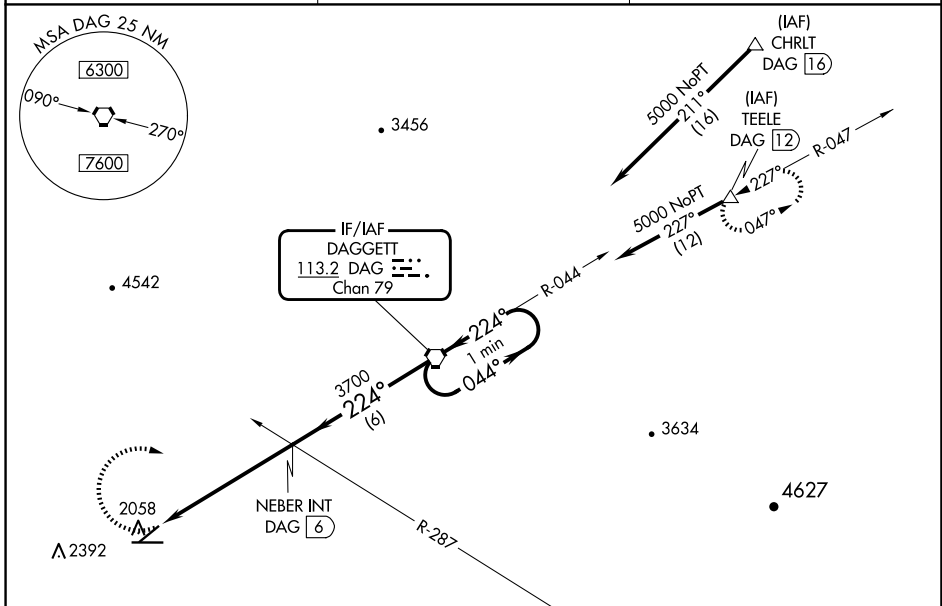 MSA DAG 25 NM
6300
090°
270°
7600
3456
(IAF)
CHRLT
DAG 16
5000 NoPT
211°
(16)
(IAF)
TEELE
DAG 12
R-047
227°
047°
5000 NoPT
227°
(12)
IF/IAF
DAGGETT
113.2 DAG
Chan 79
4542
R-044
224°
1 min
044°
3700
224°
(6)
3634
4627
NEBER INT
DAG 6
R-287
2058
2392